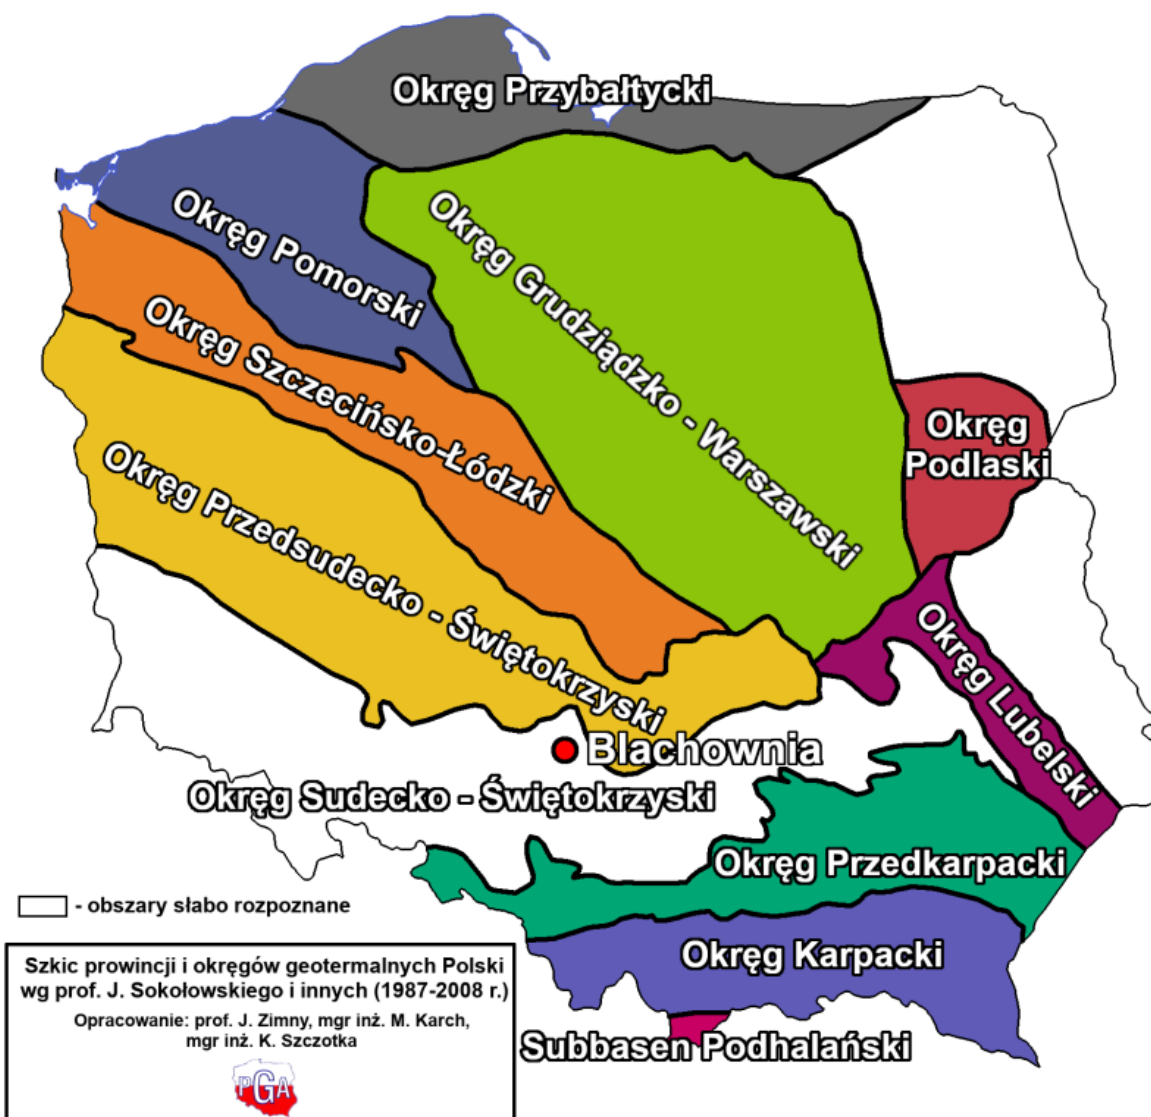 Okręg Przybałtycki
Okręg Pomorski
Okręg Grudziądzko - Warszawski
Okręg Szczecińsko-Łódzki
Okręg
Podlaski
Okręg Przedsudecko - Świętokrzyski
Okręg Lubelski
Blachownia
Okręg Sudecko - Świętokrzyski
Okręg Przedkarpacki
- obszary słabo rozpoznane
Okręg Karpacki
Szkic prowincji i okręgów geotermalnych Polski
wg prof. J. Sokołowskiego i innych (1987-2008 r.)
Opracowanie: prof. J. Zimny, mgr inż. M. Karch,
mgr inż. K. Szczotka
Subbasen Podhalański
PGA